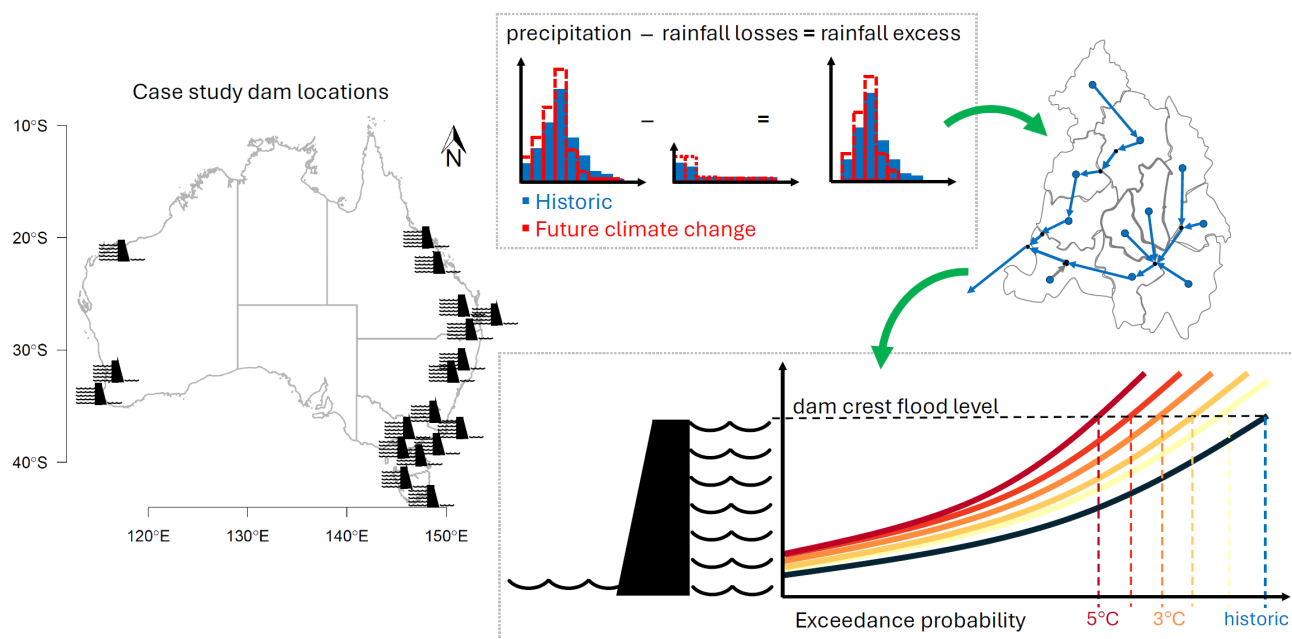 precipitation – rainfall losses = rainfall excess
Case study dam locations
10°S
20°S
30°S
40°S
120°E
130°E
140°E
150°E
N
– =
Historic
Future climate change
dam crest flood level
Exceedance probability
5°C
3°C
historic